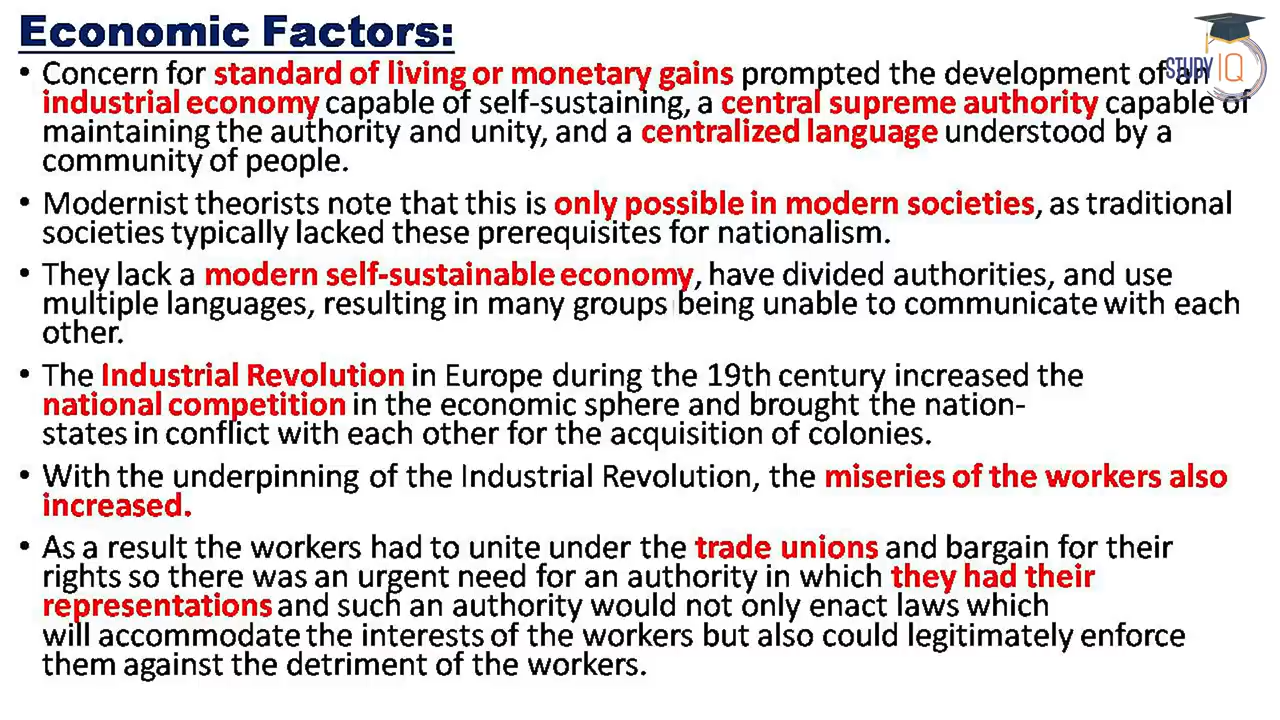 Economic Factors:
STUDY IQ
• Concern for standard of living or monetary gains prompted the development of an
industrial economy capable of self-sustaining, a central supreme authority capable of
maintaining the authority and unity, and a centralized language understood by a
community of people.
• Modernist theorists note that this is only possible in modern societies, as traditional
societies typically lacked these prerequisites for nationalism.
• They lack a modern self-sustainable economy, have divided authorities, and use
multiple languages, resulting in many groups being unable to communicate with each
other.
• The Industrial Revolution in Europe during the 19th century increased the
national competition in the economic sphere and brought the nation-
states in conflict with each other for the acquisition of colonies.
• With the underpinning of the Industrial Revolution, the miseries of the workers also
increased.
• As a result the workers had to unite under the trade unions and bargain for their
rights so there was an urgent need for an authority in which they had their
representations and such an authority would not only enact laws which
will accommodate the interests of the workers but also could legitimately enforce
them against the detriment of the workers.